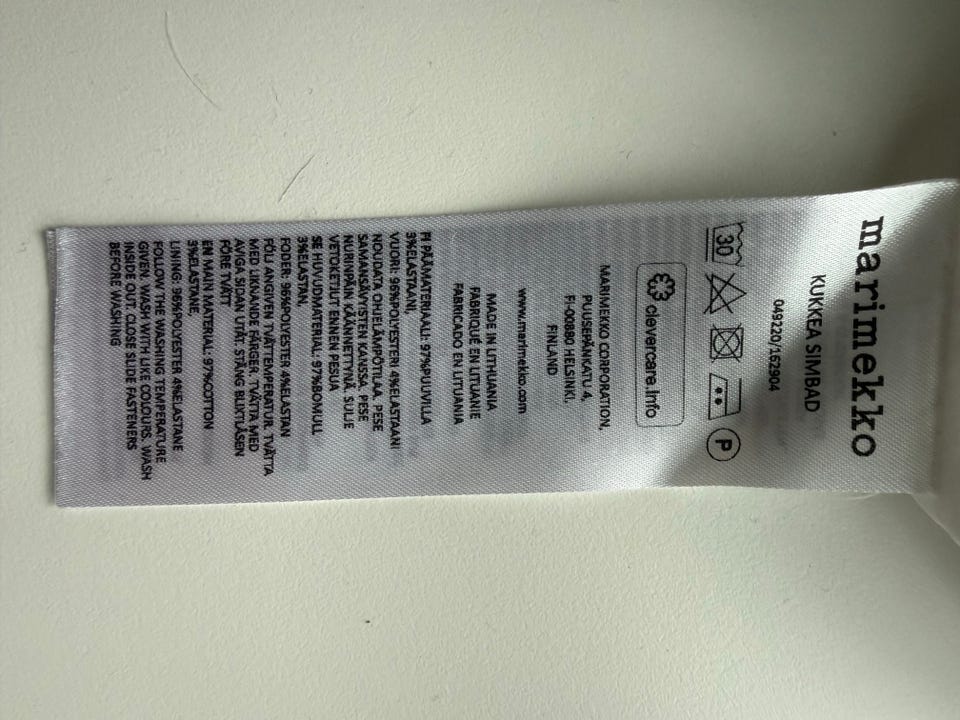 marimekko
KUKKEA SIMBAD
049220/162904
30
P
clevercare.info
MARIMEKKO CORPORATION,
PUUSEPÄNKATU 4,
FI-00880 HELSINKI,
FINLAND
www.marimekko.com
MADE IN LITHUANIA
FABRIQUÉ EN LITUANIE
FABRICADO EN LITUANIA
FI PÄÄMATERIAALI: 97%PUUVILLA
3%ELASTAANI,
VUORI: 96%POLYESTERI 4%ELASTAANI
NOUDATA OHJELÄMPÖTILAA. PESE
SAMANSÄVYISTEN KANSSA. PESE
NURINPÄIN KÄÄNNETTYNÄ. SULJE
VETOKETJUT ENNEN PESUA
SE HUVUDMATERIAL: 97%BOMULL
3%ELASTAN,
FODER: 96%POLYESTER 4%ELASTAN
FÖLJ ANGIVEN TVÄTTEMPERATUR. TVÄTTA
MED LIKNANDE FÄRGER. TVÄTTA MED
AVIGA SIDAN UTÅT. STÄNG BLIXTLÅSEN
FÖRE TVÄTT
EN MAIN MATERIAL: 97%COTTON
3%ELASTANE,
LINING: 96%POLYESTER 4%ELASTANE
FOLLOW THE WASHING TEMPERATURE
GIVEN. WASH WITH LIKE COLOURS. WASH
INSIDE OUT. CLOSE SLIDE FASTENERS
BEFORE WASHING